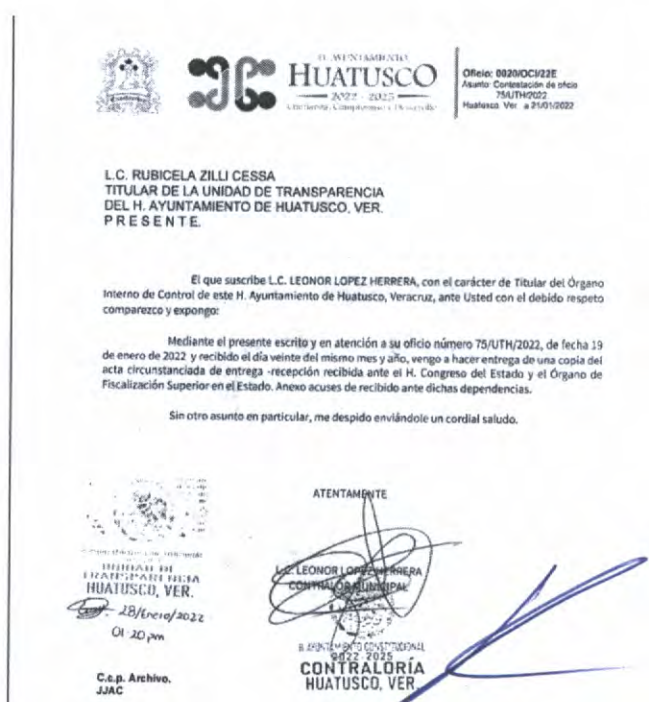 H. AYUNTAMIENTO
HUATUSCO
2022 - 2025
Ciudadanía, Compromiso y Desarrollo
Oficio: 0020/OCI/22E
Asunto: Contestación de oficio
75/UTH/2022
Huatusco. Ver a 21/01/2022
L.C. RUBICELA ZILLI CESSA
TITULAR DE LA UNIDAD DE TRANSPARENCIA
DEL H. AYUNTAMIENTO DE HUATUSCO, VER.
P R E S E N T E.
El que suscribe L.C. LEONOR LOPEZ HERRERA, con el carácter de Titular del Órgano
Interno de Control de este H. Ayuntamiento de Huatusco, Veracruz, ante Usted con el debido respeto
comparezco y expongo:
Mediante el presente escrito y en atención a su oficio número 75/UTH/2022, de fecha 19
de enero de 2022 y recibido el día veinte del mismo mes y año, vengo a hacer entrega de una copia del
acta circunstanciada de entrega -recepción recibida ante el H. Congreso del Estado y el Órgano de
Fiscalización Superior en el Estado. Anexo acuses de recibido ante dichas dependencias.
Sin otro asunto en particular, me despido enviándole un cordial saludo.
ATENTAMENTE
L.C. LEONOR LOPEZ HERRERA
CONTRALOR MUNICIPAL
H. AYUNTAMIENTO CONSTITUCIONAL
2022-2025
CONTRALORÍA
HUATUSCO, VER.
UNIDAD DE
TRANSPARENCIA
HUATUSCO, VER.
28/Enero/2022
01:20 pm
C.c.p. Archivo.
JJAC